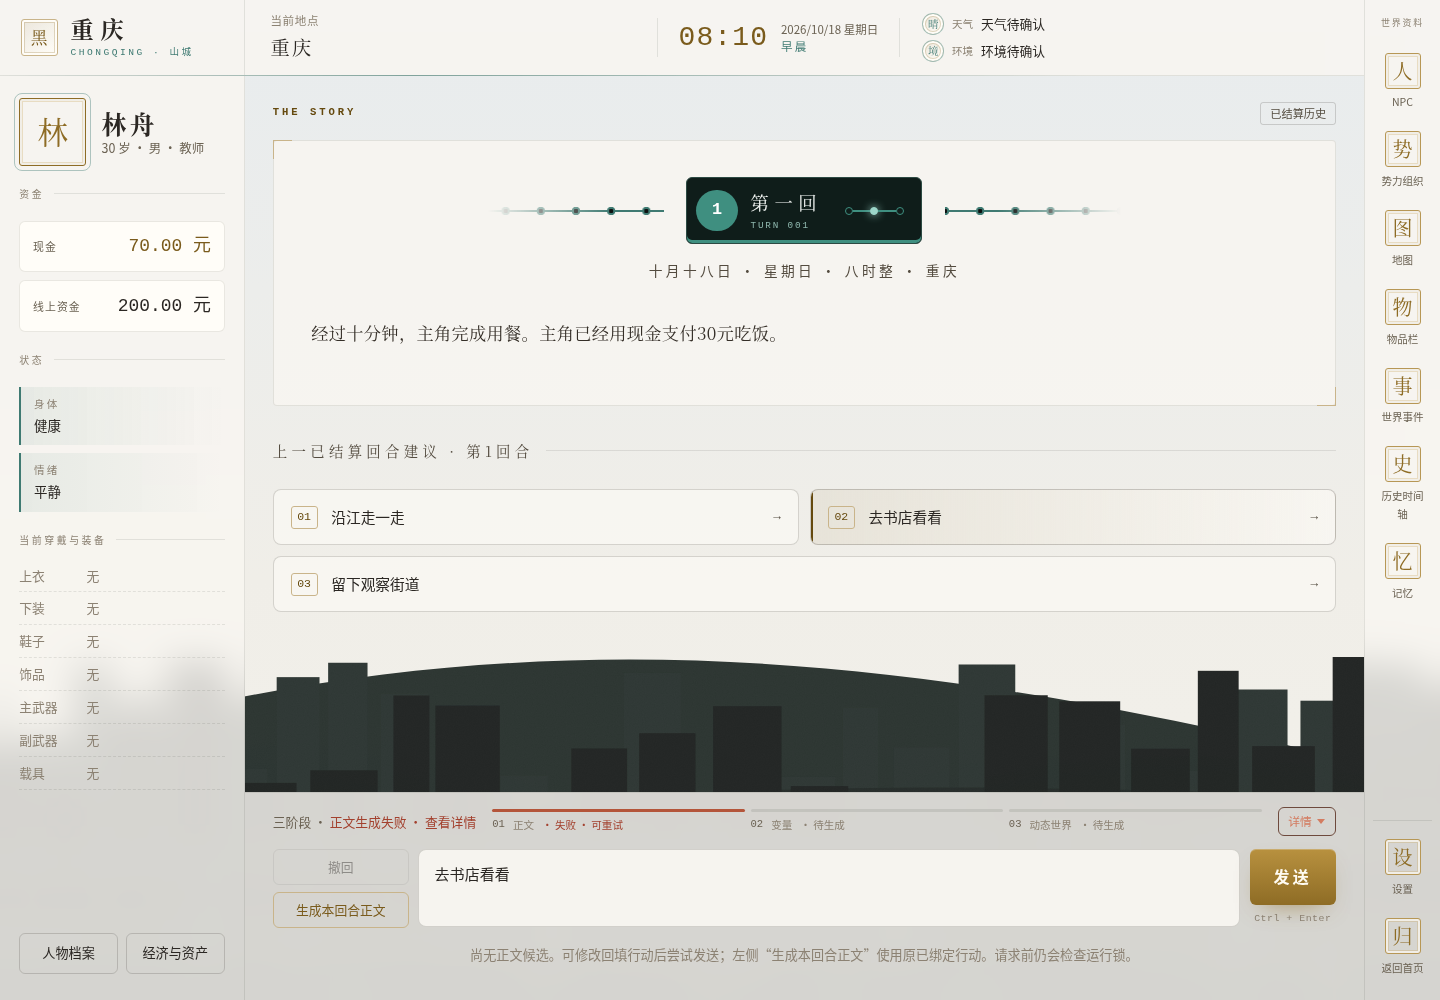 黑
重庆
CHONGQING · 山城
当前地点
重庆
08:10
2026/10/18 星期日
早晨
晴 天气 天气待确认
境 环境 环境待确认
世界资料
人
NPC
势
势力组织
图
地图
物
物品栏
事
世界事件
史
历史时间
轴
忆
记忆
设
设置
归
返回首页
林
林舟
30 岁 · 男 · 教师
资金
现金 70.00 元
线上资金 200.00 元
状态
身体
健康
情绪
平静
当前穿戴与装备
上衣 无
下装 无
鞋子 无
饰品 无
主武器 无
副武器 无
载具 无
人物档案 经济与资产
THE STORY
已结算历史
1 第一回
TURN 001
十月十八日 · 星期日 · 八时整 · 重庆
经过十分钟，主角完成用餐。主角已经用现金支付30元吃饭。
上一已结算回合建议 · 第1回合
01 沿江走一走 →
02 去书店看看 →
03 留下观察街道 →
三阶段 · 正文生成失败 · 查看详情
01 正文 · 失败 · 可重试
02 变量 · 待生成
03 动态世界 · 待生成
详情
撤回
生成本回合正文
去书店看看
发送
Ctrl + Enter
尚无正文候选。可修改回填行动后尝试发送；左侧“生成本回合正文”使用原已绑定行动。请求前仍会检查运行锁。